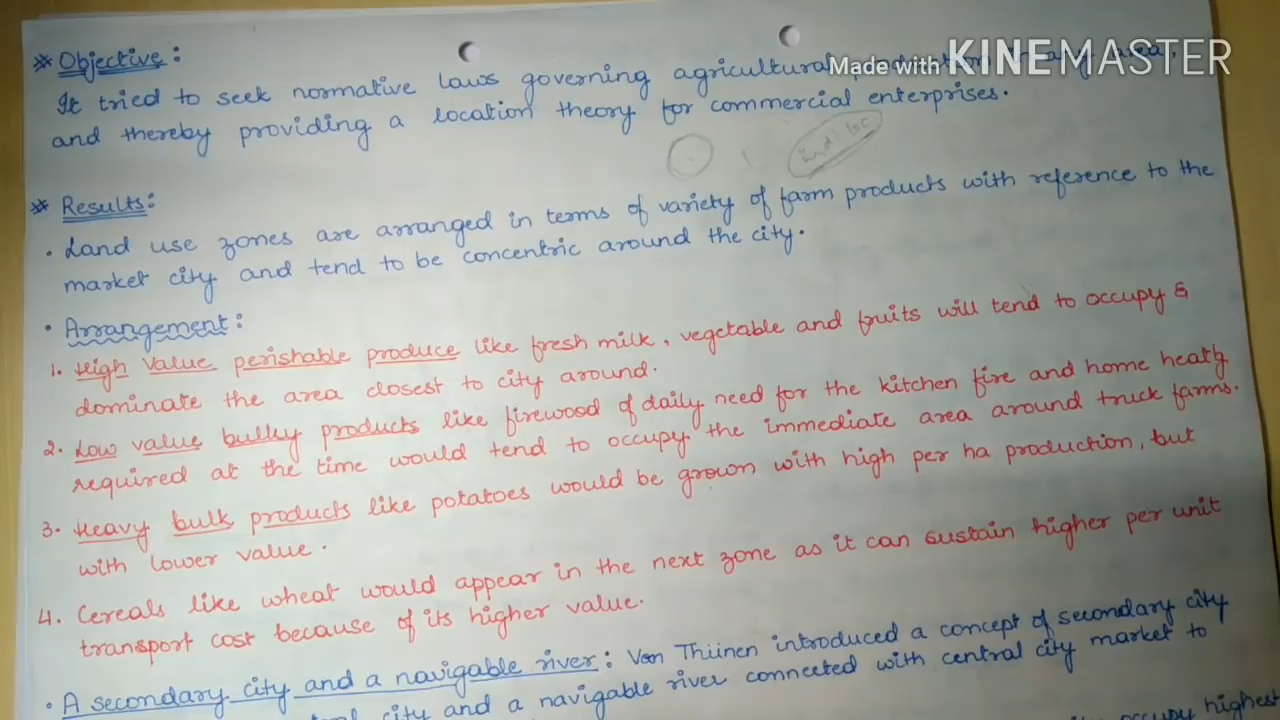 * Objective:
Made with KINEMASTER
It tried to seek normative laws governing agricultural area,
and thereby providing a location theory for commercial enterprises.
* Results:
• Land use zones are arranged in terms of variety of farm products with reference to the
market city and tend to be concentric around the city.
• Arrangement:
1. High value perishable produce like fresh milk, vegetable and fruits will tend to occupy &
dominate the area closest to city around.
2. Low value bulky products like firewood of daily need for the kitchen fire and home heatg
required at the time would tend to occupy the immediate area around truck farms.
3. Heavy bulk products like potatoes would be grown with high per ha production, but
with lower value.
4. Cereals like wheat would appear in the next zone as it can sustain higher per unit
transport cost because of its higher value.
• A secondary city and a navigable river: Von Thünen introduced a concept of secondary city
city and a navigable river connected with central city market to
occupy highest